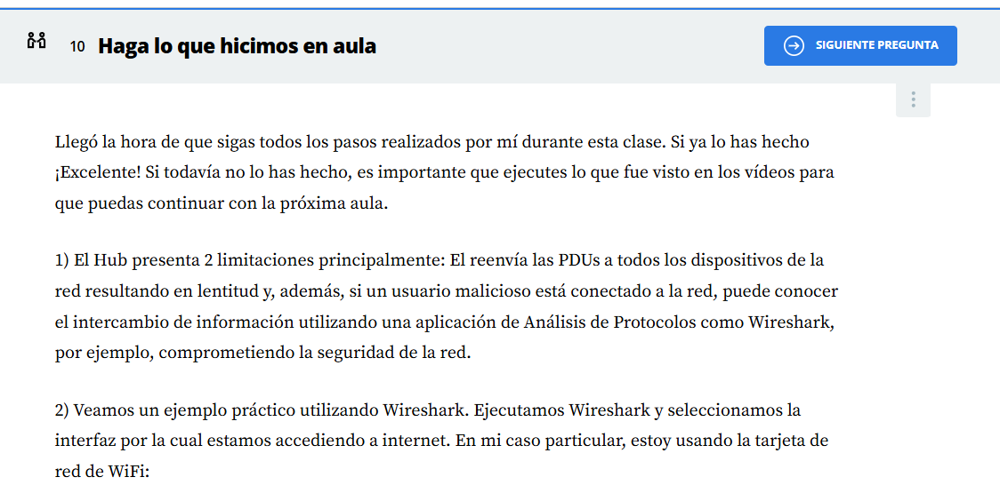 10 Haga lo que hicimos en aula
SIGUIENTE PREGUNTA
Llegó la hora de que sigas todos los pasos realizados por mí durante esta clase. Si ya lo has hecho
¡Excelente! Si todavía no lo has hecho, es importante que ejecutes lo que fue visto en los vídeos para
que puedas continuar con la próxima aula.
1) El Hub presenta 2 limitaciones principalmente: El reenvía las PDUs a todos los dispositivos de la
red resultando en lentitud y, además, si un usuario malicioso está conectado a la red, puede conocer
el intercambio de información utilizando una aplicación de Análisis de Protocolos como Wireshark,
por ejemplo, comprometiendo la seguridad de la red.
2) Veamos un ejemplo práctico utilizando Wireshark. Ejecutamos Wireshark y seleccionamos la
interfaz por la cual estamos accediendo a internet. En mi caso particular, estoy usando la tarjeta de
red de WiFi: